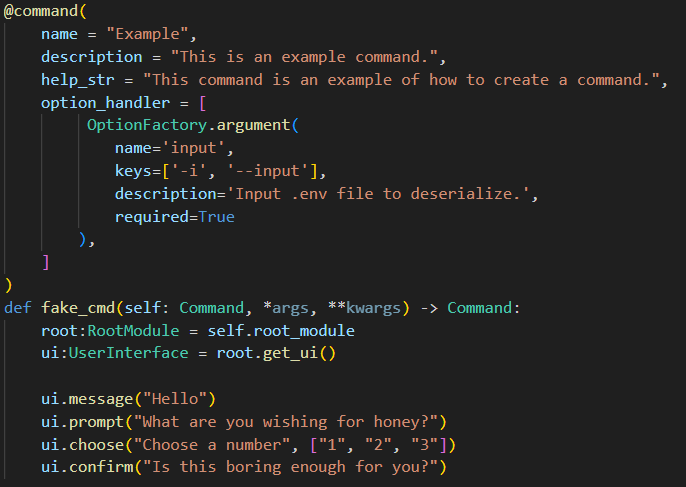 @command(
    name = "Example",
    description = "This is an example command.",
    help_str = "This command is an example of how to create a command.",
    option_handler = [
        OptionFactory.argument(
            name='input',
            keys=['-i', '--input'],
            description='Input .env file to deserialize.',
            required=True
        ),
    ]
)
def fake_cmd(self: Command, *args, **kwargs) -> Command:
    root:RootModule = self.root_module
    ui:UserInterface = root.get_ui()

    ui.message("Hello")
    ui.prompt("What are you wishing for honey?")
    ui.choose("Choose a number", ["1", "2", "3"])
    ui.confirm("Is this boring enough for you?")